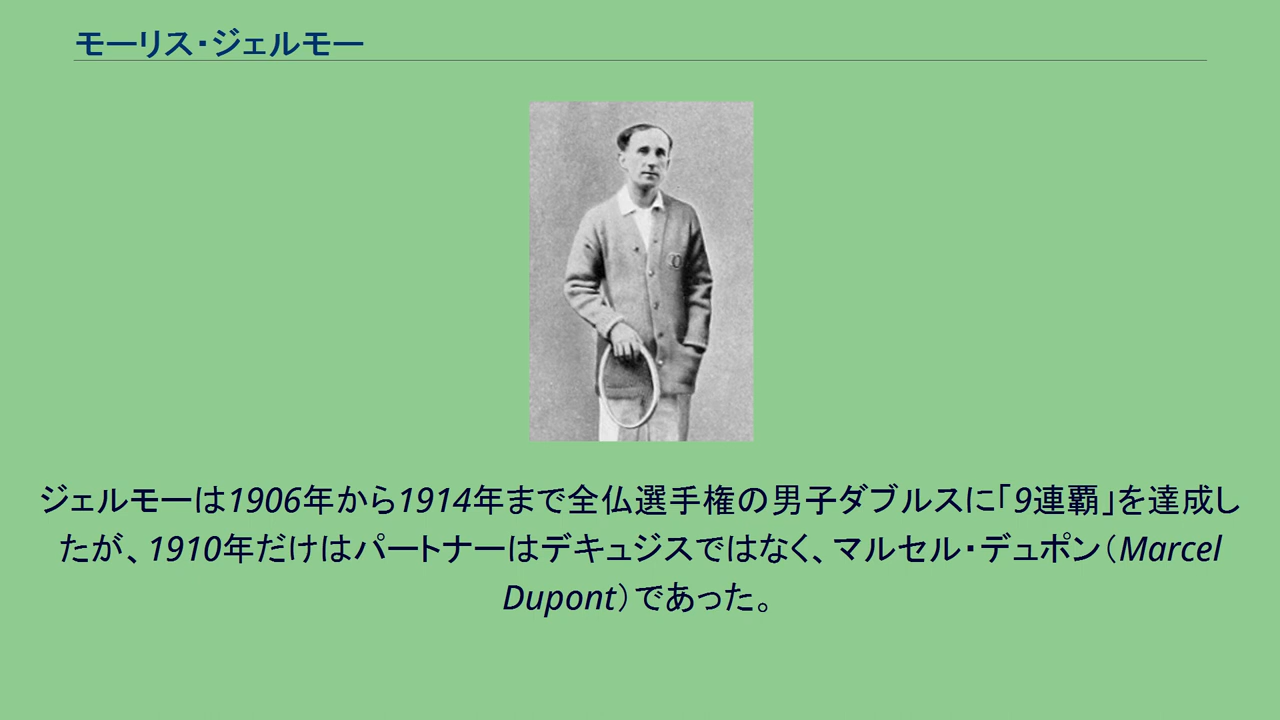 モーリス・ジェルモー
ジェルモーは1906年から1914年まで全仏選手権の男子ダブルスに「9連覇」を達成し
たが、1910年だけはパートナーはデキュジスではなく、マルセル・デュポン（Marcel
Dupont）であった。